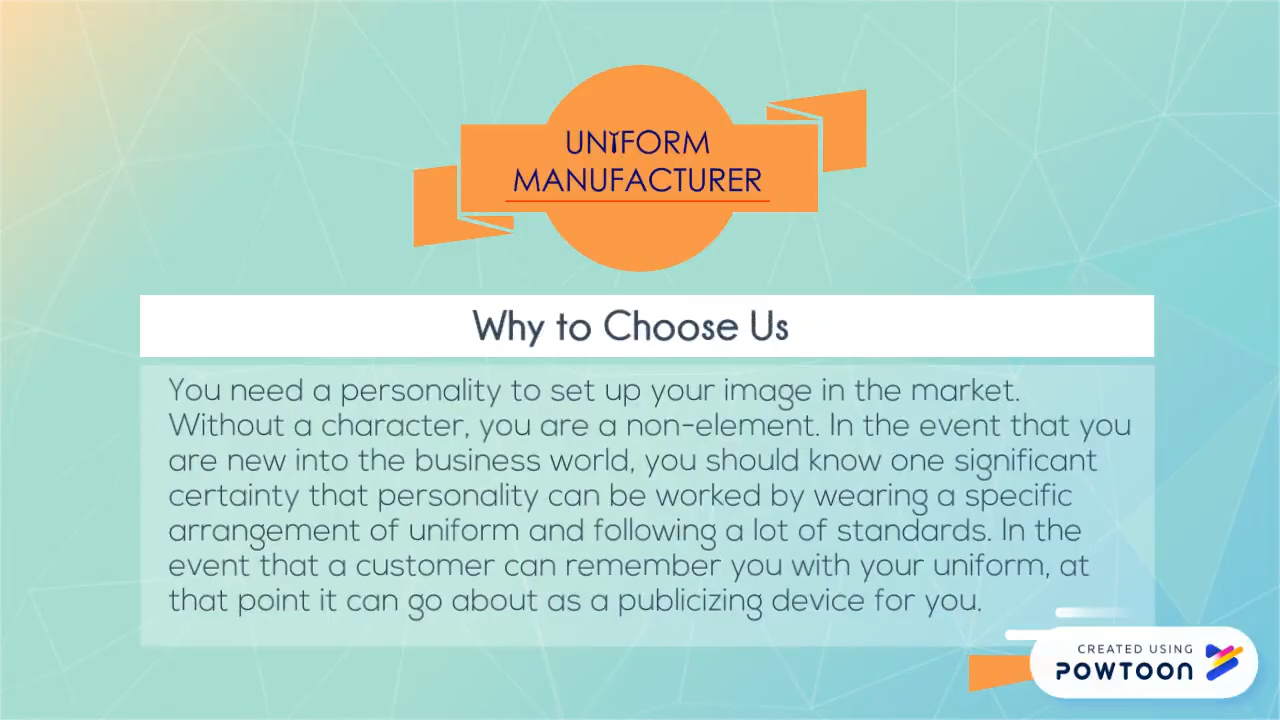 UNIFORM
MANUFACTURER
Why to Choose Us
You need a personality to set up your image in the market.
Without a character, you are a non-element. In the event that you
are new into the business world, you should know one significant
certainty that personality can be worked by wearing a specific
arrangement of uniform and following a lot of standards. In the
event that a customer can remember you with your uniform, at
that point it can go about as a publicizing device for you.
CREATED USING
POWTOON